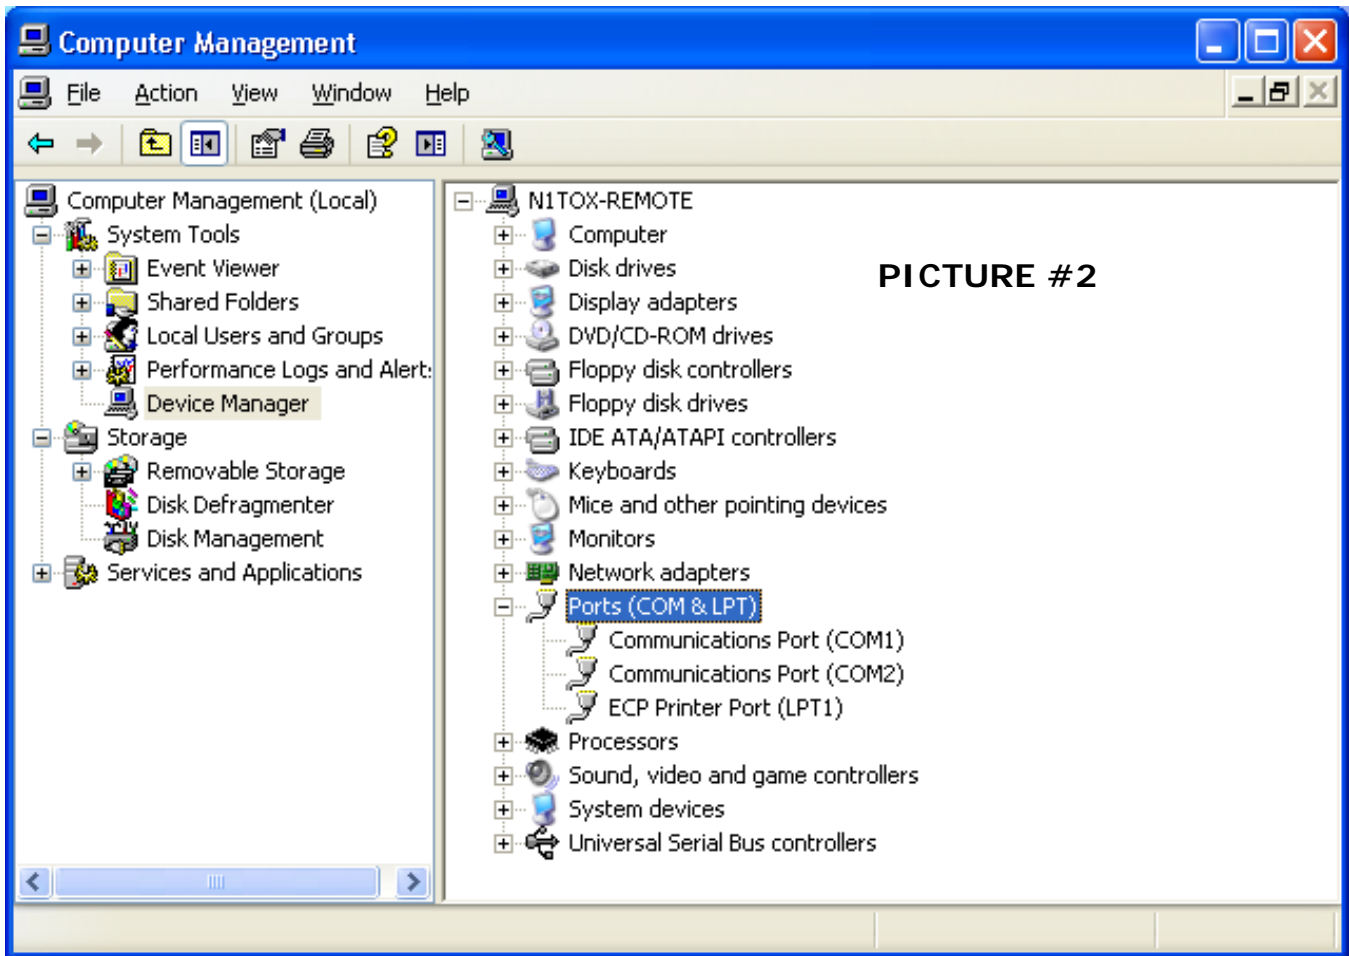 Computer Management
File Action View Window Help
Computer Management (Local)
System Tools
Event Viewer
Shared Folders
Local Users and Groups
Performance Logs and Alert:
Device Manager
Storage
Removable Storage
Disk Defragmenter
Disk Management
Services and Applications
N1TOX-REMOTE
Computer
Disk drives
PICTURE #2
Display adapters
DVD/CD-ROM drives
Floppy disk controllers
Floppy disk drives
IDE ATA/ATAPI controllers
Keyboards
Mice and other pointing devices
Monitors
Network adapters
Ports (COM & LPT)
Communications Port (COM1)
Communications Port (COM2)
ECP Printer Port (LPT1)
Processors
Sound, video and game controllers
System devices
Universal Serial Bus controllers